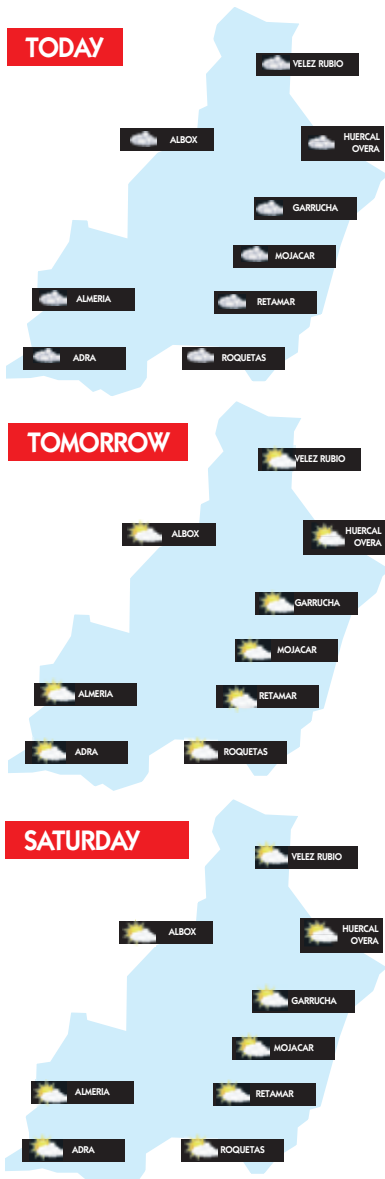 TODAY
VELEZ RUBIO
ALBOX
HUERCAL
OVERA
GARRUCHA
MOJACAR
ALMERIA
RETAMAR
ADRA
ROQUETAS
TOMORROW
VELEZ RUBIO
ALBOX
HUERCAL
OVERA
GARRUCHA
MOJACAR
ALMERIA
RETAMAR
ADRA
ROQUETAS
SATURDAY
VELEZ RUBIO
ALBOX
HUERCAL
OVERA
GARRUCHA
MOJACAR
ALMERIA
RETAMAR
ADRA
ROQUETAS